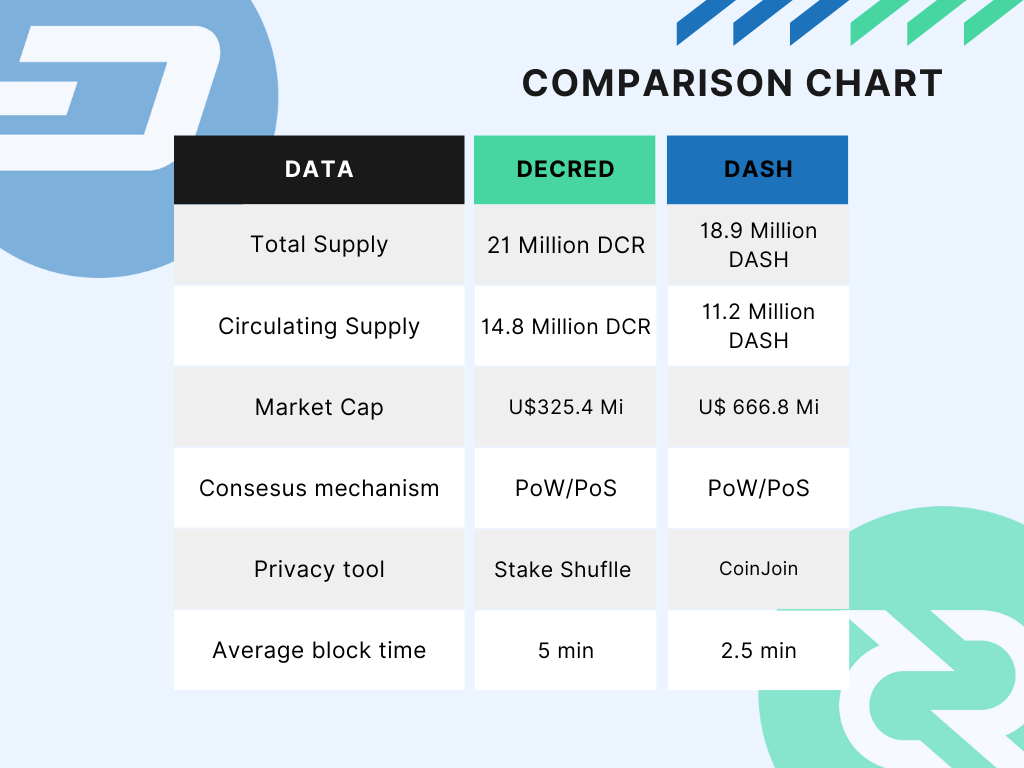 COMPARISON CHART
DATA
DECRED
DASH
Total Supply
21 Million DCR
18.9 Million
DASH
Circulating Supply
14.8 Million DCR
11.2 Million
DASH
Market Cap
U$325.4 Mi
U$ 666.8 Mi
Consesus mechanism
PoW/PoS
PoW/PoS
Privacy tool
Stake Shuflle
CoinJoin
Average block time
5 min
2.5 min